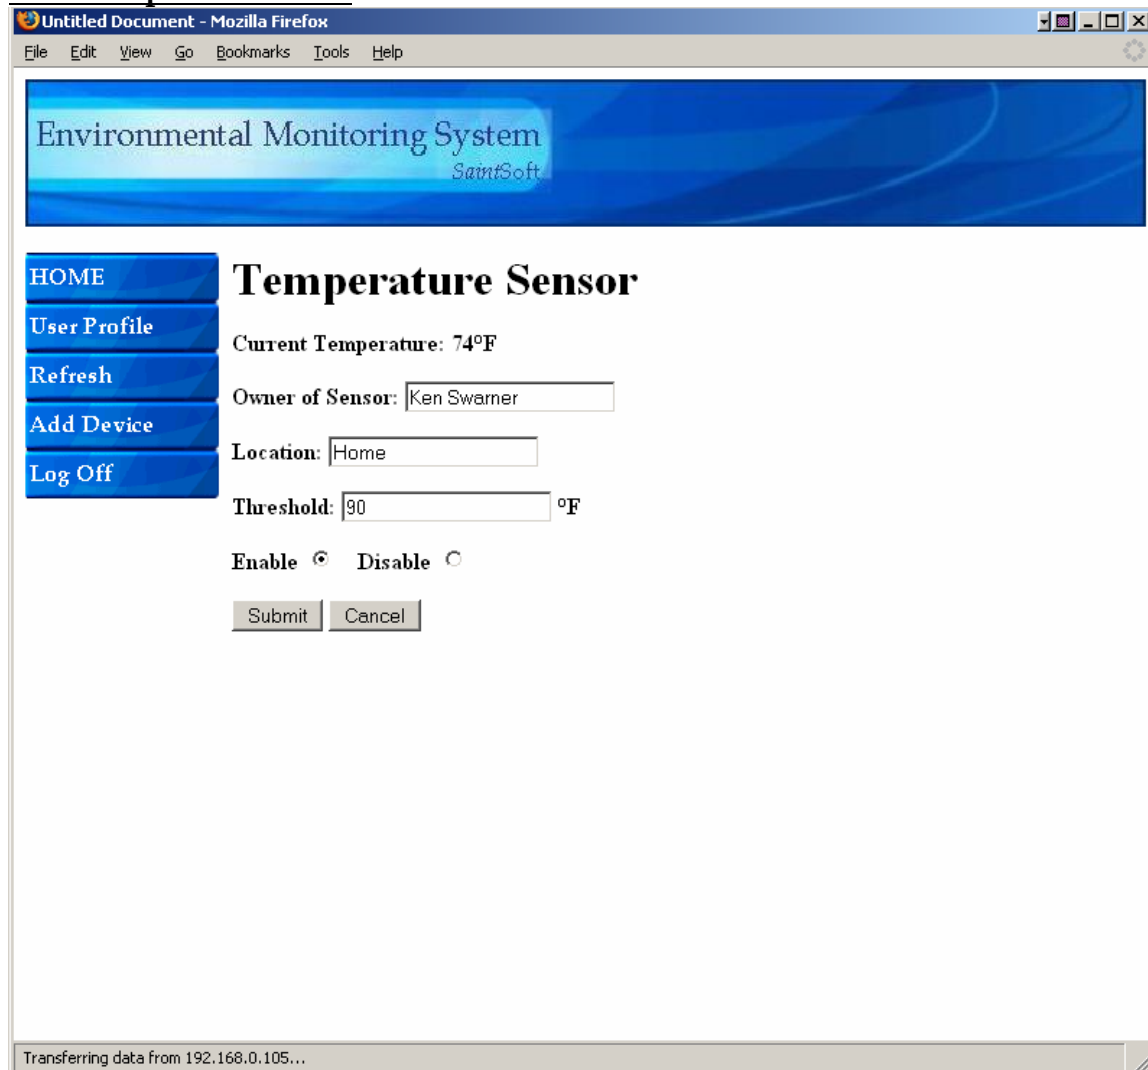 Untitled Document - Mozilla Firefox
File Edit View Go Bookmarks Tools Help
Environmental Monitoring System
SaintSoft
HOME
User Profile
Refresh
Add Device
Log Off
Temperature Sensor
Current Temperature: 74°F
Owner of Sensor: Ken Swarner
Location: Home
Threshold: 90 °F
Enable Disable
Submit Cancel
Transferring data from 192.168.0.105...